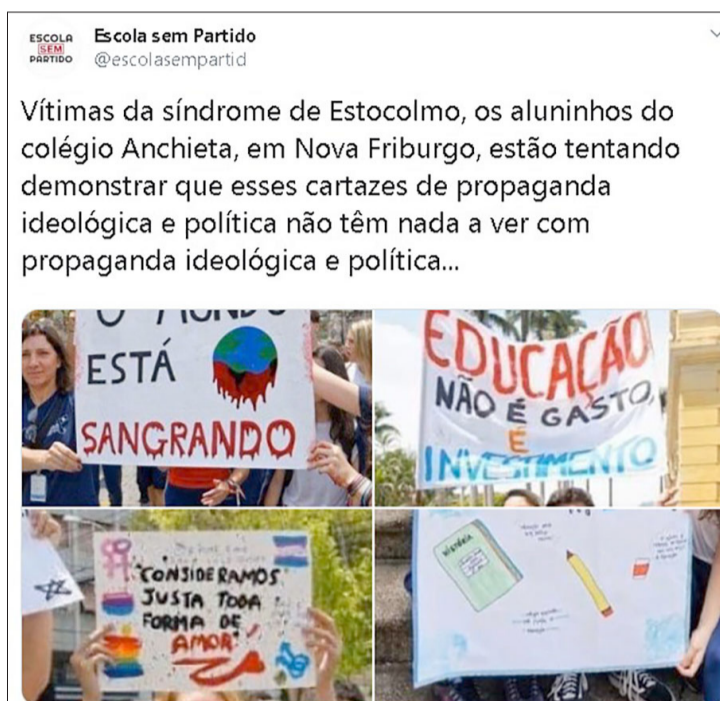 ESCOLA
SEM
PARTIDO
Escola sem Partido
@escolasempartid
Vítimas da síndrome de Estocolmo, os aluninhos do
colégio Anchieta, em Nova Friburgo, estão tentando
demonstrar que esses cartazes de propaganda
ideológica e política não têm nada a ver com
propaganda ideológica e política...
O MUNDO
ESTÁ
SANGRANDO
EDUCAÇÃO
NÃO É GASTO,
É
INVESTIMENTO
"CONSIDERAMOS
JUSTA TODA
FORMA DE
AMOR"
HISTÓRIA